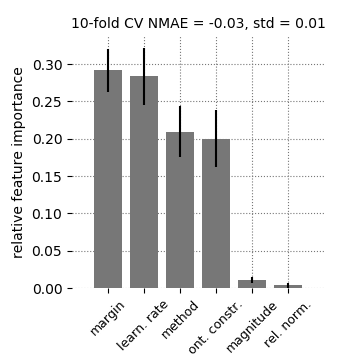 10-fold CV NMAE = -0.03, std = 0.01
relative feature importance
0.30
0.25
0.20
0.15
0.10
0.05
0.00
margin
learn. rate
method
ont. constr.
magnitude
rel. norm.